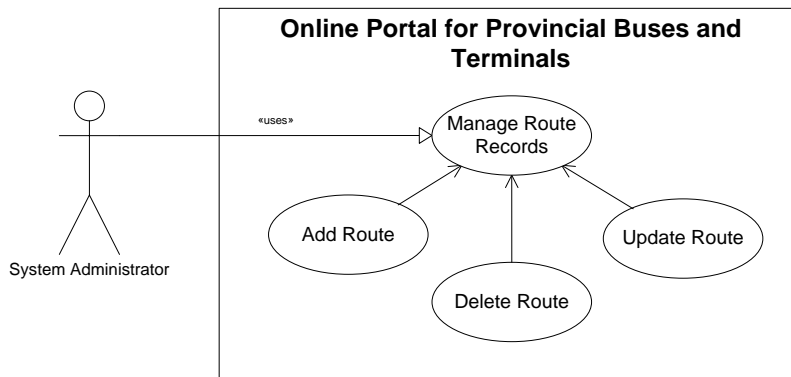 Online Portal for Provincial Buses and
Terminals
«uses»
Manage Route
Records
Add Route
Update Route
System Administrator
Delete Route